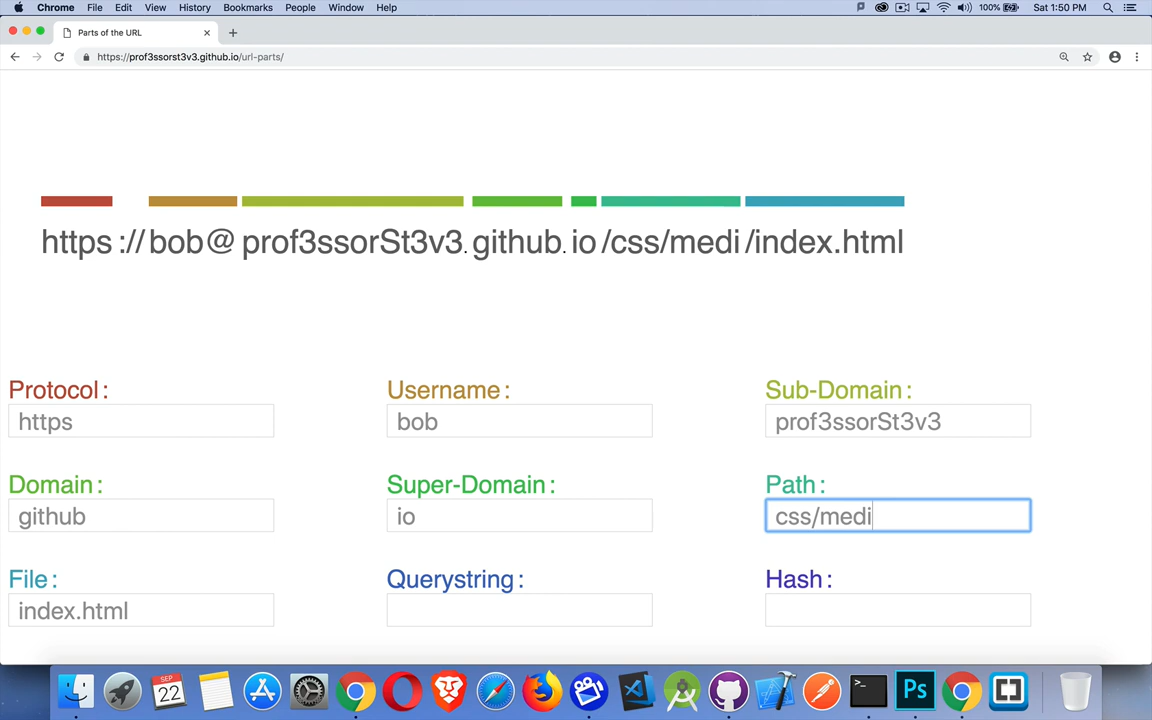 Chrome File Edit View History Bookmarks People Window Help 100% Sat 1:50 PM
Parts of the URL
https://prof3ssorst3v3.github.io/url-parts/
https :// bob@ prof3ssorSt3v3. github. io /css/medi /index.html
Protocol : Username : Sub-Domain :
https bob prof3ssorSt3v3
Domain : Super-Domain : Path :
github io css/medi
File : Querystring : Hash :
index.html
SEP
22
>_ Ps